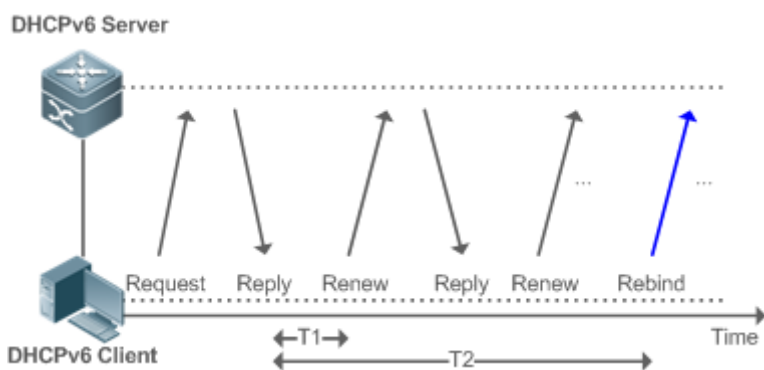 DHCPv6 Server
... ...
Request Reply Renew Reply Renew Rebind
Time
T1
DHCPv6 Client
T2